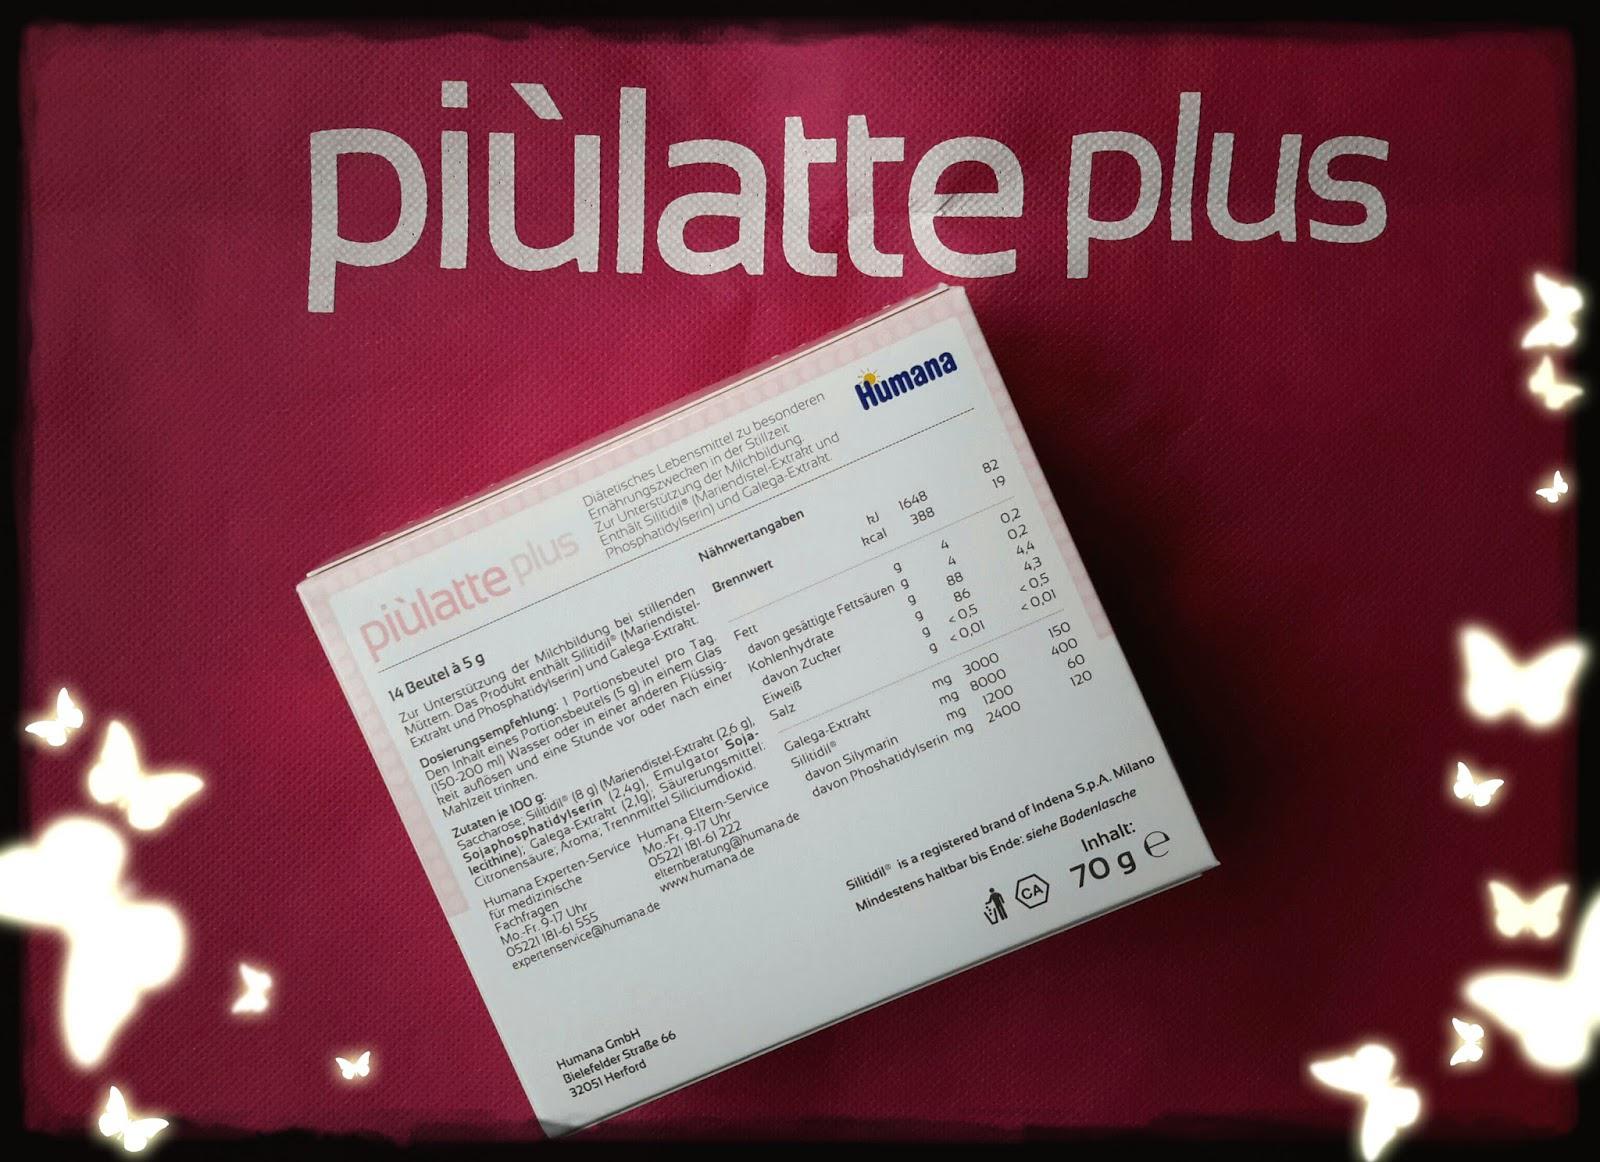 piùlatte plus
Humana
piùlatte plus
Diätetisches Lebensmittel zu besonderen
Ernährungszwecken in der Stillzeit
Zur Unterstützung der Milchbildung.
Enthält Silitidil® (Mariendistel-Extrakt und
Phosphatidylserin) und Galega-Extrakt.
14 Beutel à 5 g
Zur Unterstützung der Milchbildung bei stillenden
Müttern. Das Produkt enthält Silitidil® (Mariendistel-
Extrakt und Phosphatidylserin) und Galega-Extrakt.
Dosierungsempfehlung: 1 Portionsbeutel pro Tag.
Den Inhalt eines Portionsbeutels (5 g) in einem Glas
(150-200 ml) Wasser oder in einer anderen Flüssig-
keit auflösen und eine Stunde vor oder nach einer
Mahlzeit trinken.
Zutaten je 100 g:
Saccharose; Silitidil® (8 g) (Mariendistel-Extrakt (2,6 g),
Sojaphosphatidylserin (2,4g), Emulgator Soja-
lecithine); Galega-Extrakt (2,1g), Säurerungsmittel:
Citronensäure; Aroma; Trennmittel Siliciumdioxid.
Humana Experten-Service
für medizinische
Fachfragen
Mo.-Fr. 9-17 Uhr
05221 181-61 555
expertenservice@humana.de
Humana Eltern-Service
Mo.-Fr. 9-17 Uhr
05221 181-61 222
elternberatung@humana.de
www.humana.de
Humana GmbH
Bielefelder Straße 66
32051 Herford
Nährwertangaben
Brennwert kJ 1648 82
kcal 388 19
Fett g 4 0,2
davon gesättigte Fettsäuren g 4 0,2
Kohlenhydrate g 88 4,4
davon Zucker g 86 4,3
Eiweiß g <0,5 <0,5
Salz g <0,01 <0,01
Galega-Extrakt mg 3000 150
Silitidil® mg 8000 400
davon Silymarin mg 1200 60
davon Phoshatidylserin mg 2400 120
Silitidil® is a registered brand of Indena S.p.A. Milano
Mindestens haltbar bis Ende: siehe Bodenlasche
CA
Inhalt:
70 g ℮